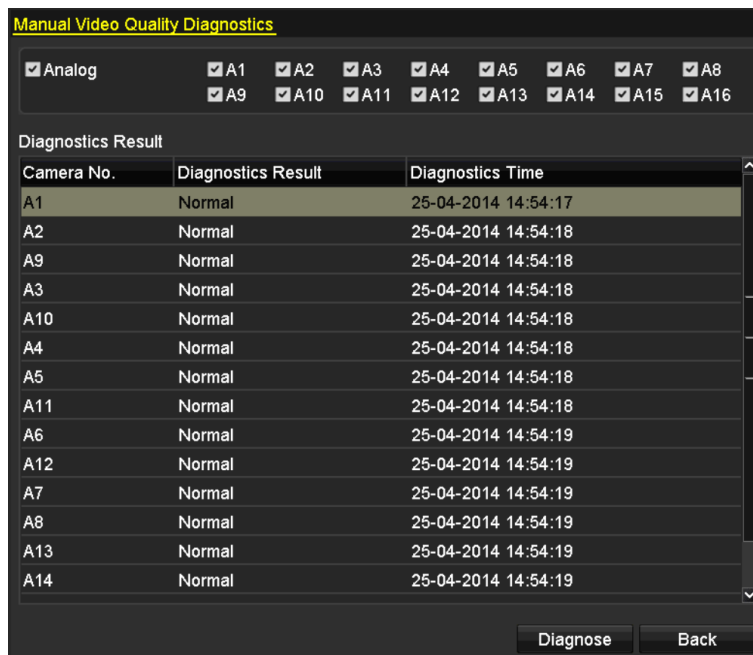 Manual Video Quality Diagnostics
Analog A1 A2 A3 A4 A5 A6 A7 A8
A9 A10 A11 A12 A13 A14 A15 A16
Diagnostics Result
Camera No. Diagnostics Result Diagnostics Time
A1 Normal 25-04-2014 14:54:17
A2 Normal 25-04-2014 14:54:18
A9 Normal 25-04-2014 14:54:18
A3 Normal 25-04-2014 14:54:18
A10 Normal 25-04-2014 14:54:18
A4 Normal 25-04-2014 14:54:18
A5 Normal 25-04-2014 14:54:18
A11 Normal 25-04-2014 14:54:18
A6 Normal 25-04-2014 14:54:19
A12 Normal 25-04-2014 14:54:19
A7 Normal 25-04-2014 14:54:19
A8 Normal 25-04-2014 14:54:19
A13 Normal 25-04-2014 14:54:19
A14 Normal 25-04-2014 14:54:19
Diagnose Back